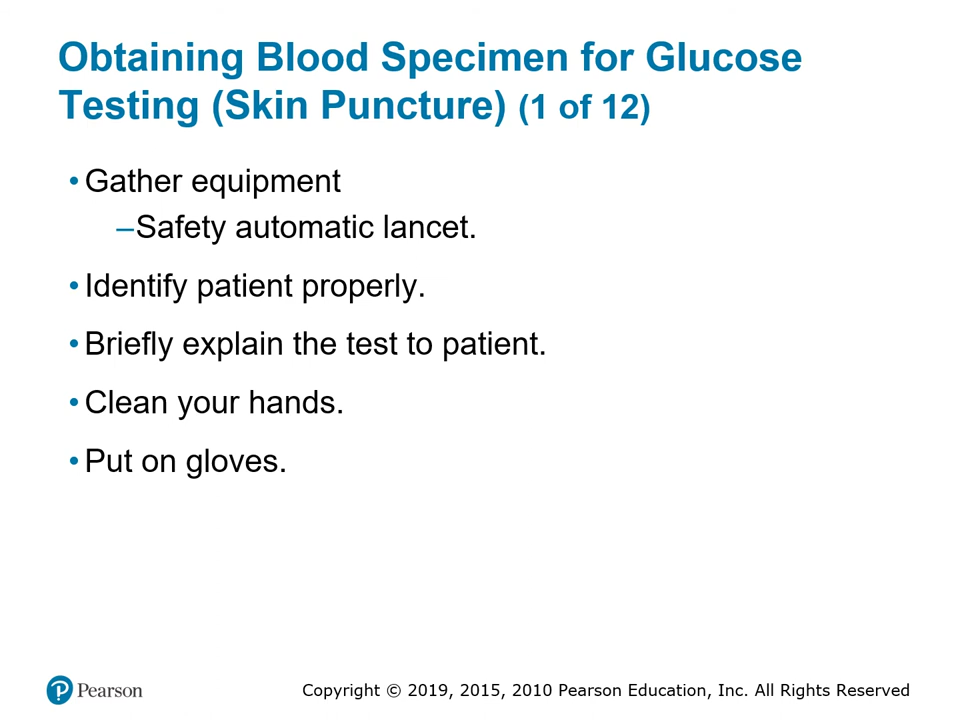 Obtaining Blood Specimen for Glucose
Testing (Skin Puncture) (1 of 12)
• Gather equipment
–Safety automatic lancet.
• Identify patient properly.
• Briefly explain the test to patient.
• Clean your hands.
• Put on gloves.
Pearson
Copyright © 2019, 2015, 2010 Pearson Education, Inc. All Rights Reserved